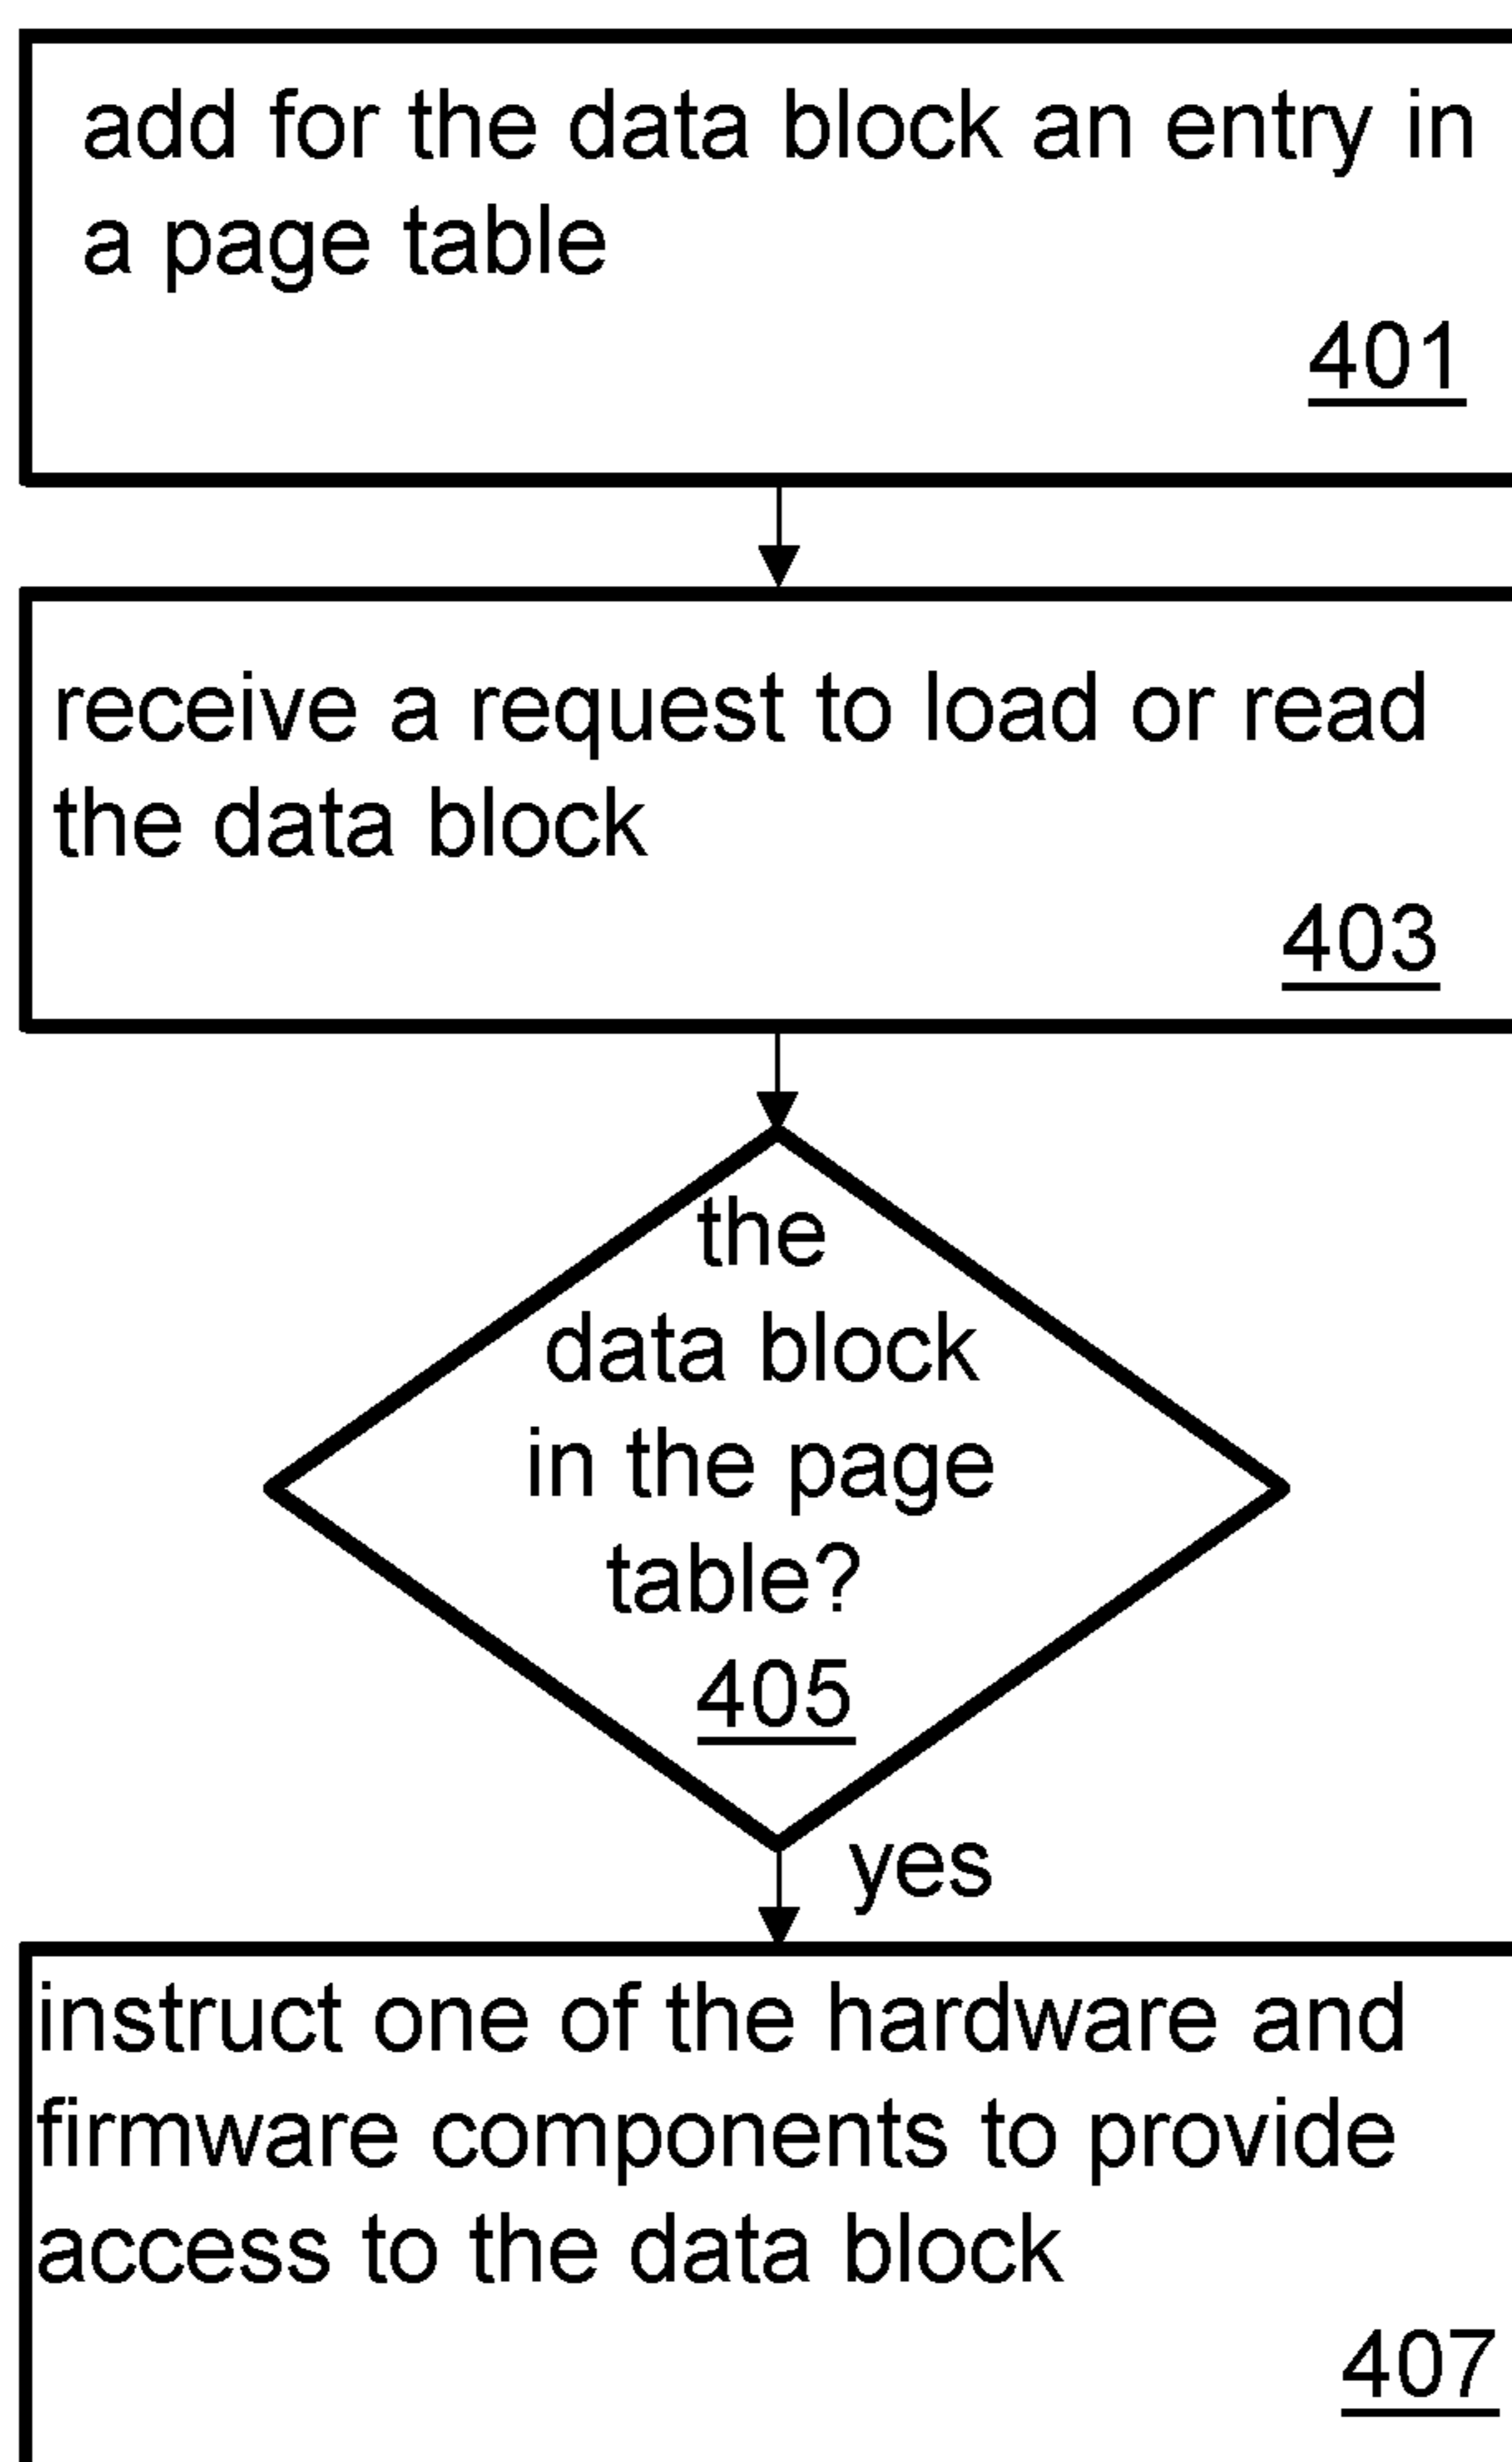 add for the data block an entry in
a page table
401
receive a request to load or read
the data block
403
the
data block
in the page
table?
405
yes
instruct one of the hardware and
firmware components to provide
access to the data block
407